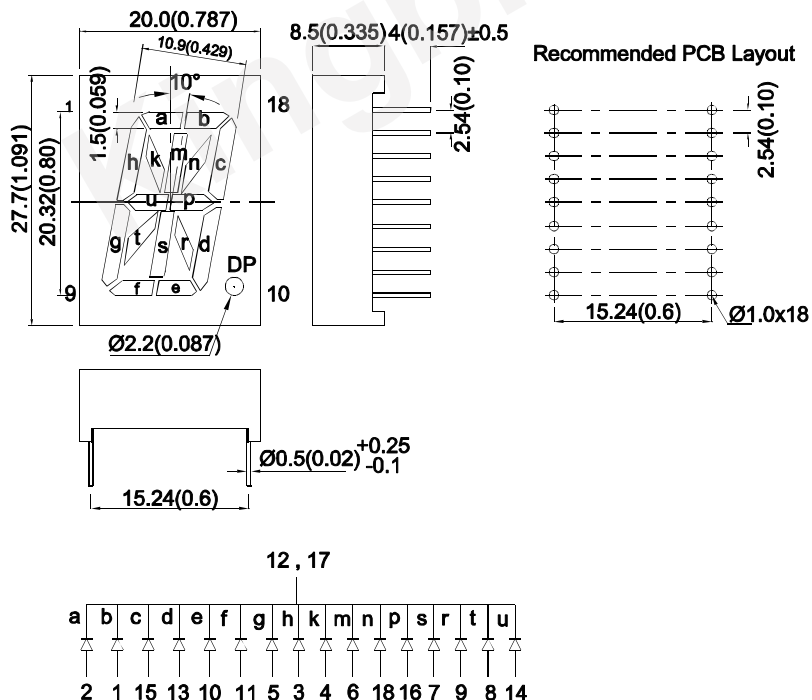 20.0(0.787)
10.9(0.429)
10°
8.5(0.335)
4(0.157)±0.5
Recommended PCB Layout
1
18
1.5(0.059)
27.7(1.091)
20.32(0.80)
2.54(0.10)
2.54(0.10)
a
b
h
k
m
n
c
u
p
g
t
s
r
d
f
e
DP
9
10
Ø2.2(0.087)
15.24(0.6)
Ø1.0x18
Ø0.5(0.02)
+0.25
-0.1
15.24(0.6)
12 , 17
a b c d e f g h k m n p s r t u
2 1 15 13 10 11 5 3 4 6 18 16 7 9 8 14